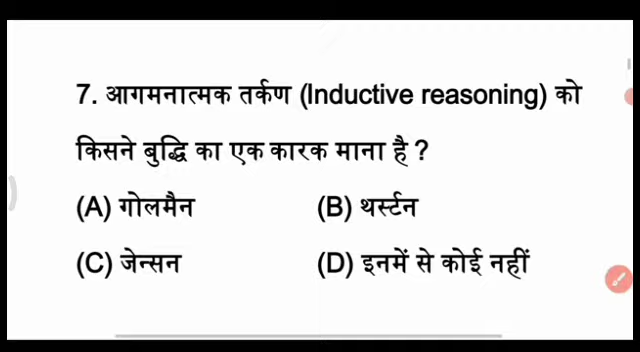 7. आगमनात्मक तर्कण (Inductive reasoning) को
किसने बुद्धि का एक कारक माना है ?
(A) गोलमैन (B) थर्स्टन
(C) जेन्सन (D) इनमें से कोई नहीं